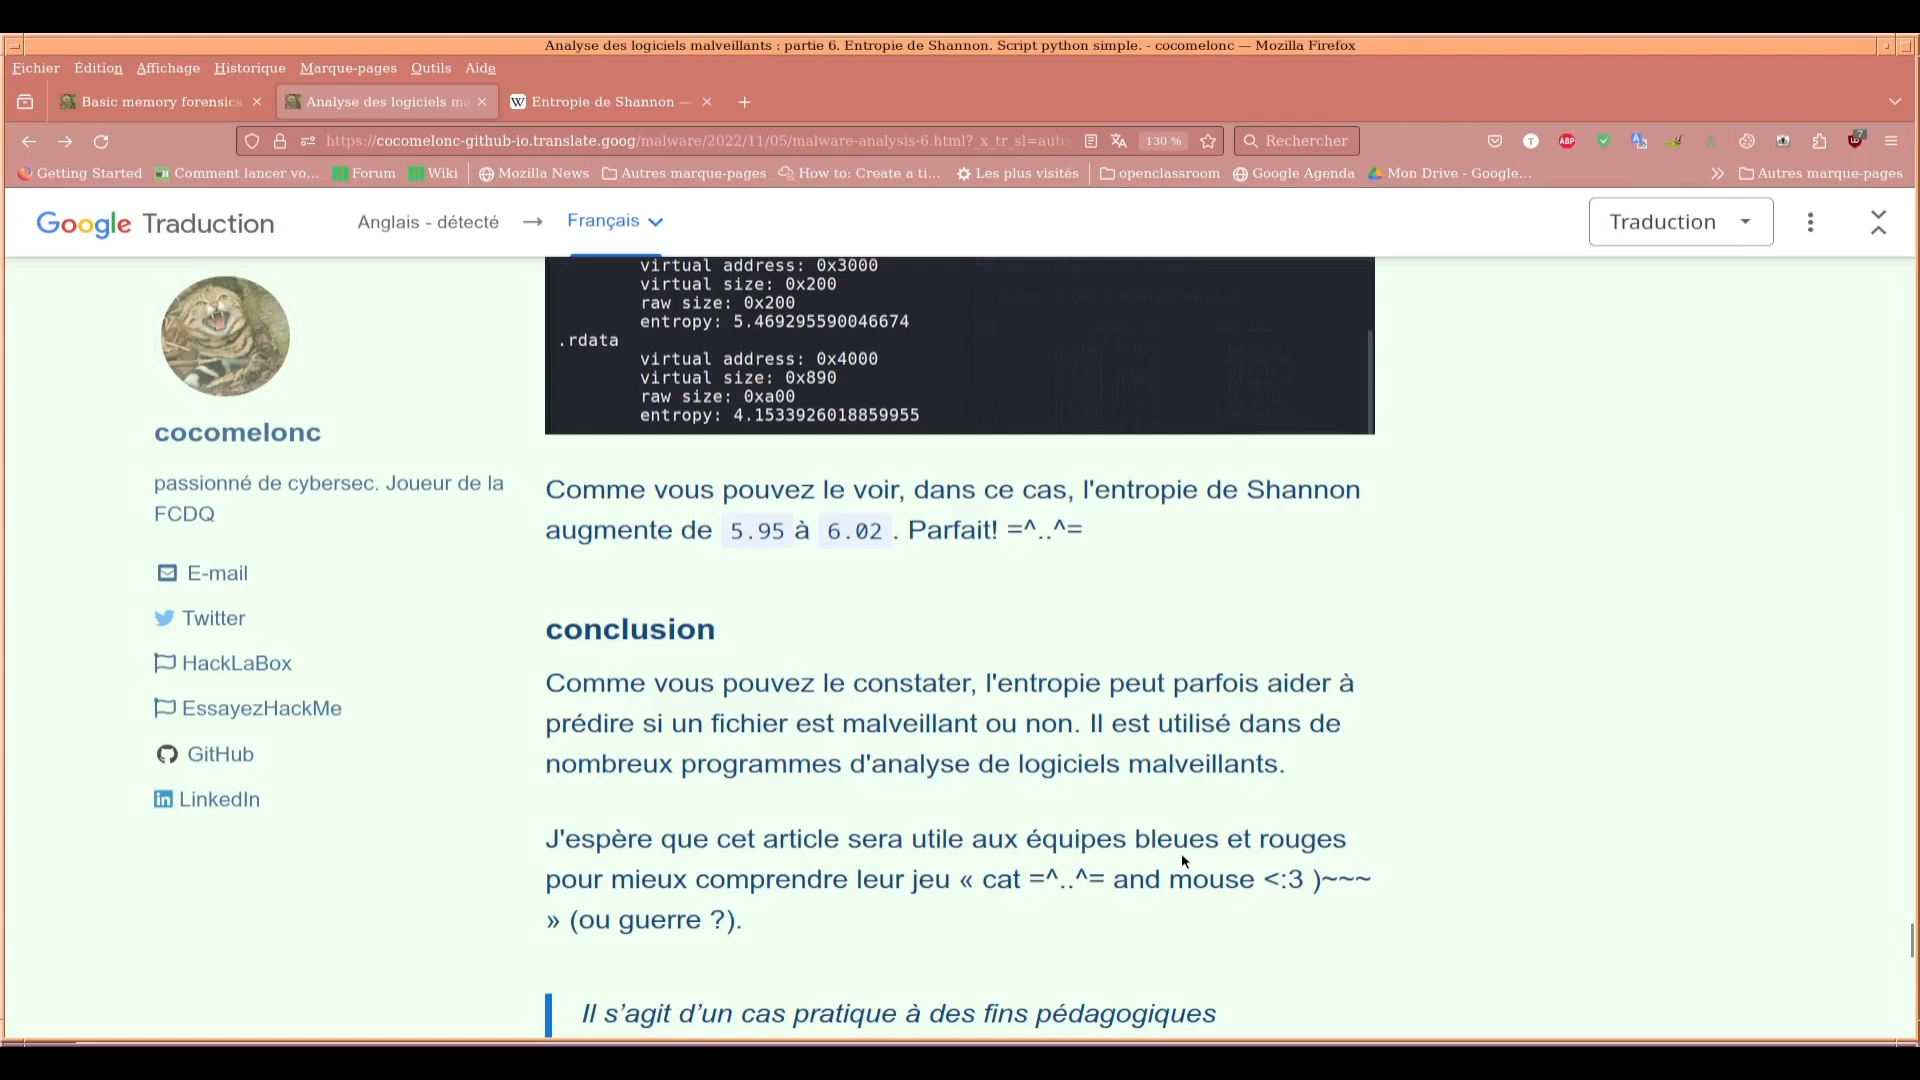 Analyse des logiciels malveillants : partie 6. Entropie de Shannon. Script python simple. - cocomelonc — Mozilla Firefox
Fichier Édition Affichage Historique Marque-pages Outils Aide
Basic memory forensics Analyse des logiciels ma Entropie de Shannon —
https://cocomelonc-github-io.translate.goog/malware/2022/11/05/malware-analysis-6.html?_x_tr_sl=auto 130 % Rechercher T ABP 7
Getting Started Comment lancer vo... Forum Wiki Mozilla News Autres marque-pages How to: Create a ti... Les plus visités openclassroom Google Agenda Mon Drive - Google... Autres marque-pages
Google Traduction Anglais - détecté → Français Traduction
virtual address: 0x3000
virtual size: 0x200
raw size: 0x200
entropy: 5.469295590046674
.rdata
virtual address: 0x4000
virtual size: 0x890
raw size: 0xa00
entropy: 4.1533926018859955
cocomelonc
passionné de cybersec. Joueur de la
FCDQ
E-mail
Twitter
HackLaBox
EssayezHackMe
GitHub
LinkedIn
Comme vous pouvez le voir, dans ce cas, l'entropie de Shannon
augmente de 5.95 à 6.02 . Parfait! =^..^=
conclusion
Comme vous pouvez le constater, l'entropie peut parfois aider à
prédire si un fichier est malveillant ou non. Il est utilisé dans de
nombreux programmes d'analyse de logiciels malveillants.
J'espère que cet article sera utile aux équipes bleues et rouges
pour mieux comprendre leur jeu « cat =^..^= and mouse <:3 )~~~
» (ou guerre ?).
Il s’agit d’un cas pratique à des fins pédagogiques